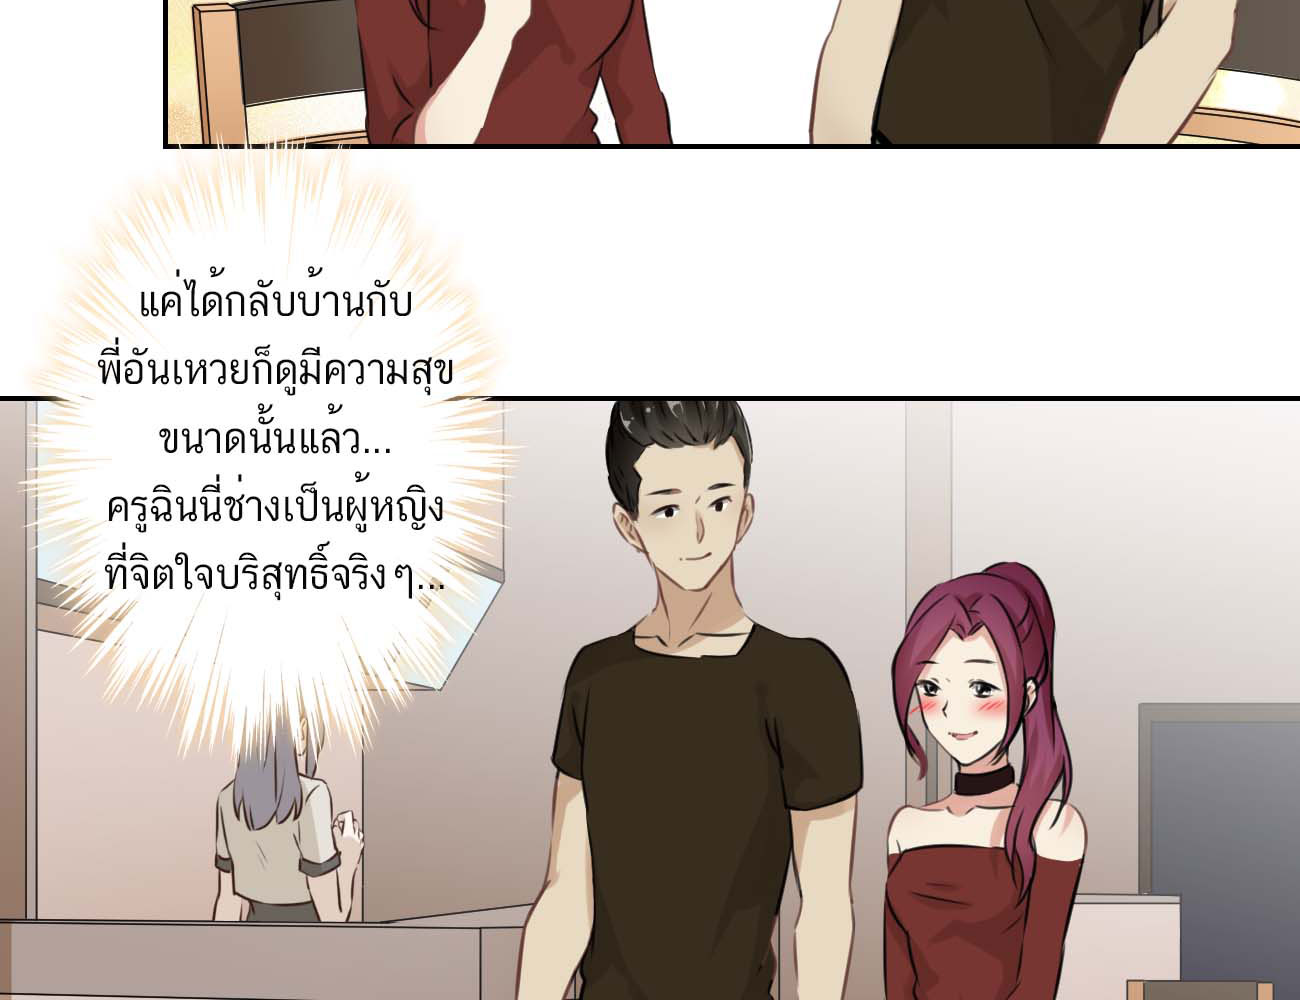 แค่ได้กลับบ้านกับ
พี่อันเหวยก็ดูมีความสุข
ขนาดนั้นแล้ว...
ครูฉินนี่ช่างเป็นผู้หญิง
ที่จิตใจบริสุทธิ์จริงๆ...